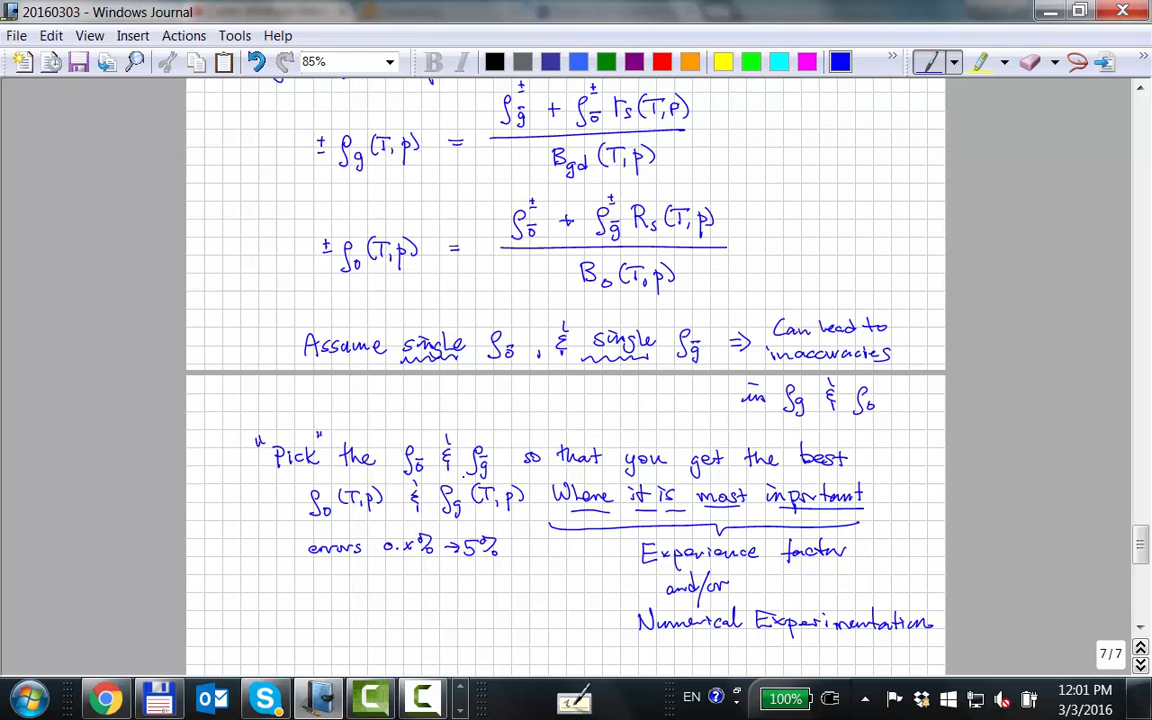 20160303 - Windows Journal
File Edit View Insert Actions Tools Help
85%
± ρg(T,p) = (ρḡ± + ρō± rs(T,p)) / Bgd(T,p)
± ρo(T,p) = (ρō± + ρḡ± Rs(T,p)) / Bo(T,p)
Assume single ρō , & single ρḡ ⇒ Can lead to
inaccuracies
in ρg & ρo
"Pick" the ρō & ρḡ so that you get the best
ρo(T,p) & ρg(T,p) Where it is most important
errors 0.x% → 5%
Experience factor
and/or
Numerical Experimentation
7/7
EN
100%
12:01 PM
3/3/2016